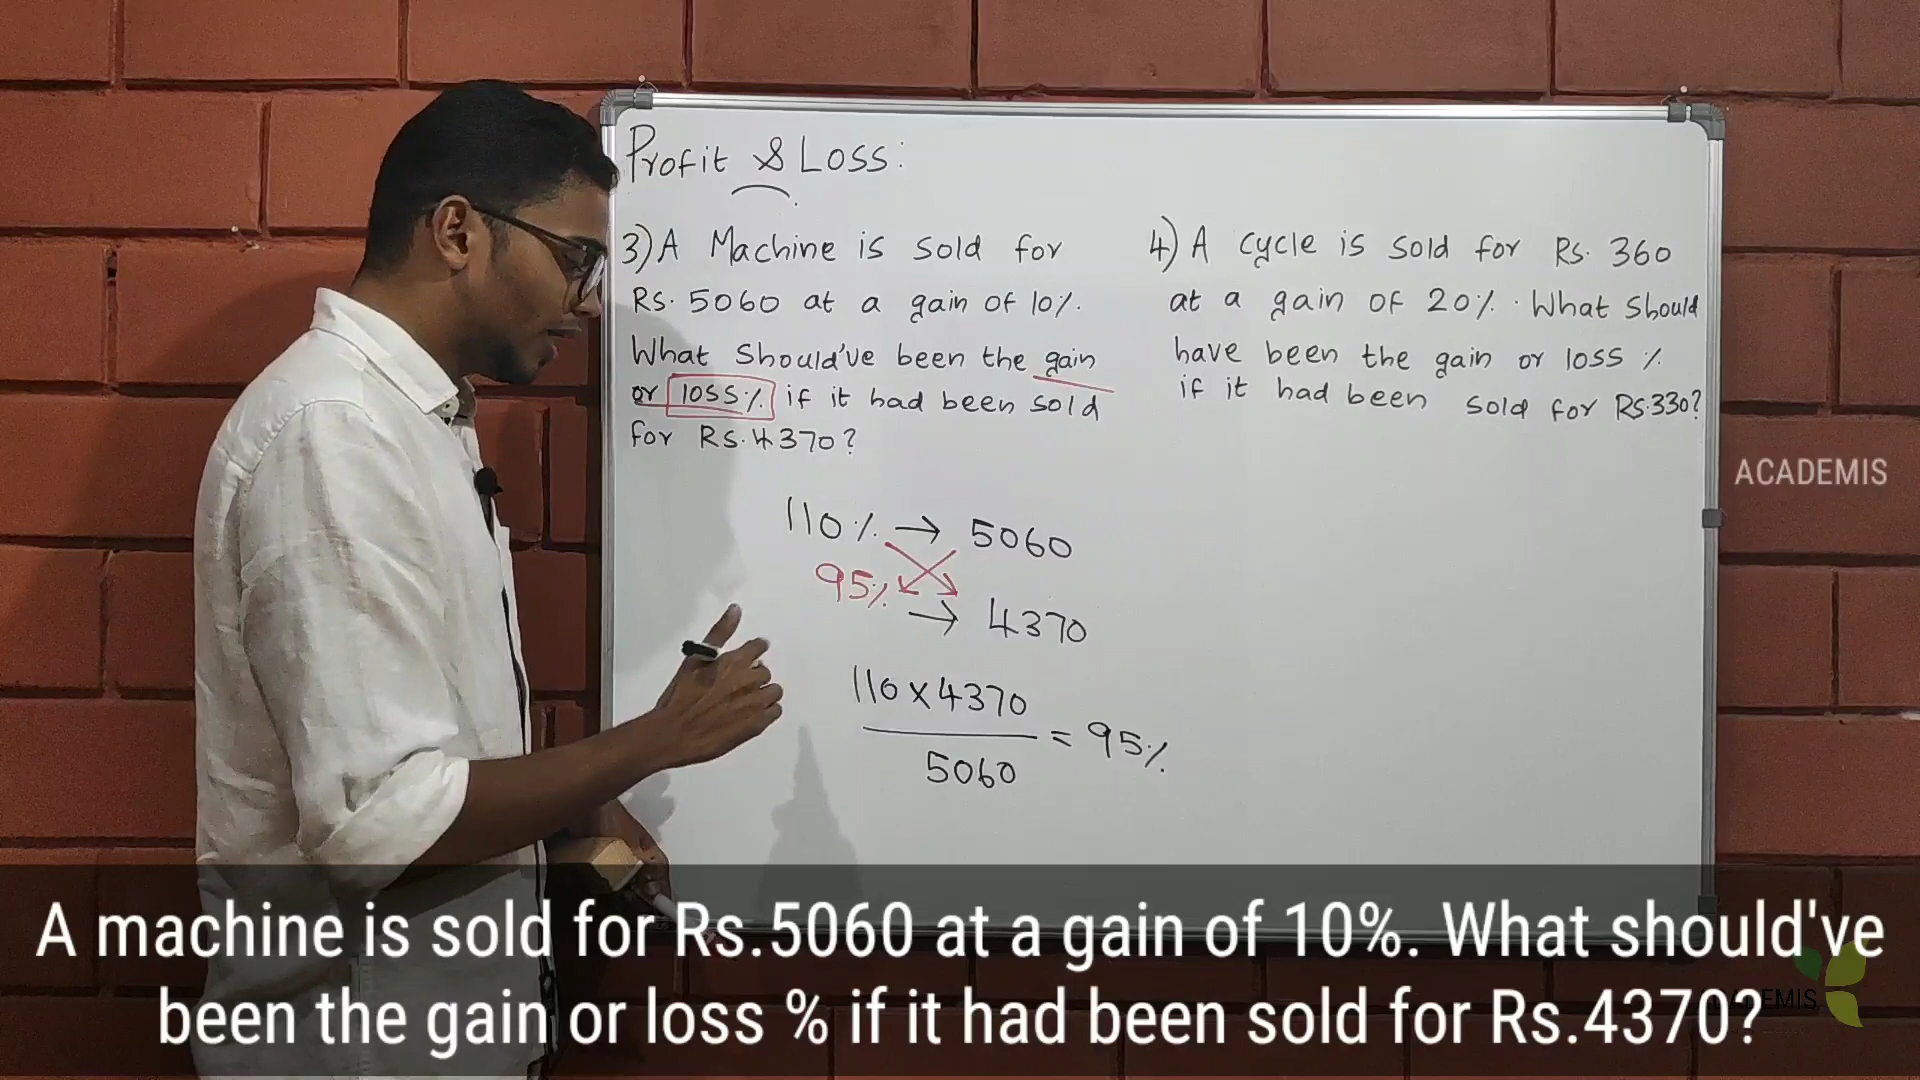 Profit & Loss:
3) A Machine is sold for
Rs. 5060 at a gain of 10%.
What should've been the gain
or loss% if it had been sold
for Rs.4370?
4) A cycle is sold for Rs. 360
at a gain of 20%. What should
have been the gain or loss %
if it had been sold for Rs.330?
110% → 5060
95% → 4370
110 x 4370
5060
= 95%
ACADEMIS
A machine is sold for Rs.5060 at a gain of 10%. What should've
been the gain or loss % if it had been sold for Rs.4370?
ACADEMIS